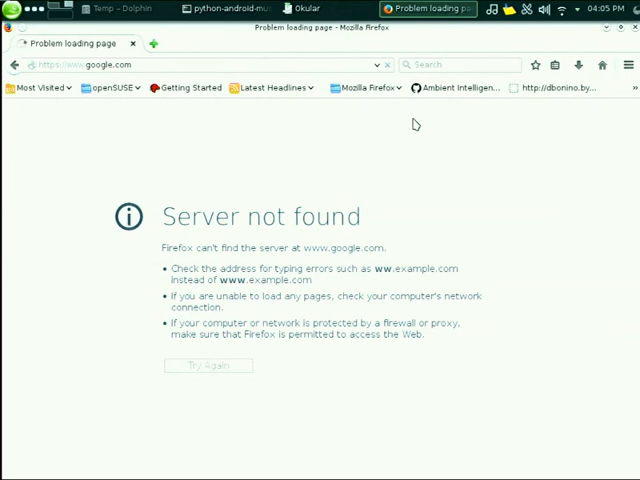 Temp – Dolphin
python-android-mu
Okular
Problem loading pa
04:05 PM
Problem loading page - Mozilla Firefox
Problem loading page
https://www.google.com
Search
Most Visited
openSUSE
Getting Started
Latest Headlines
Mozilla Firefox
Ambient Intelligen...
http://dbonino.by...
Server not found
Firefox can't find the server at www.google.com.
• Check the address for typing errors such as ww.example.com
instead of www.example.com
• If you are unable to load any pages, check your computer's network
connection.
• If your computer or network is protected by a firewall or proxy,
make sure that Firefox is permitted to access the Web.
Try Again